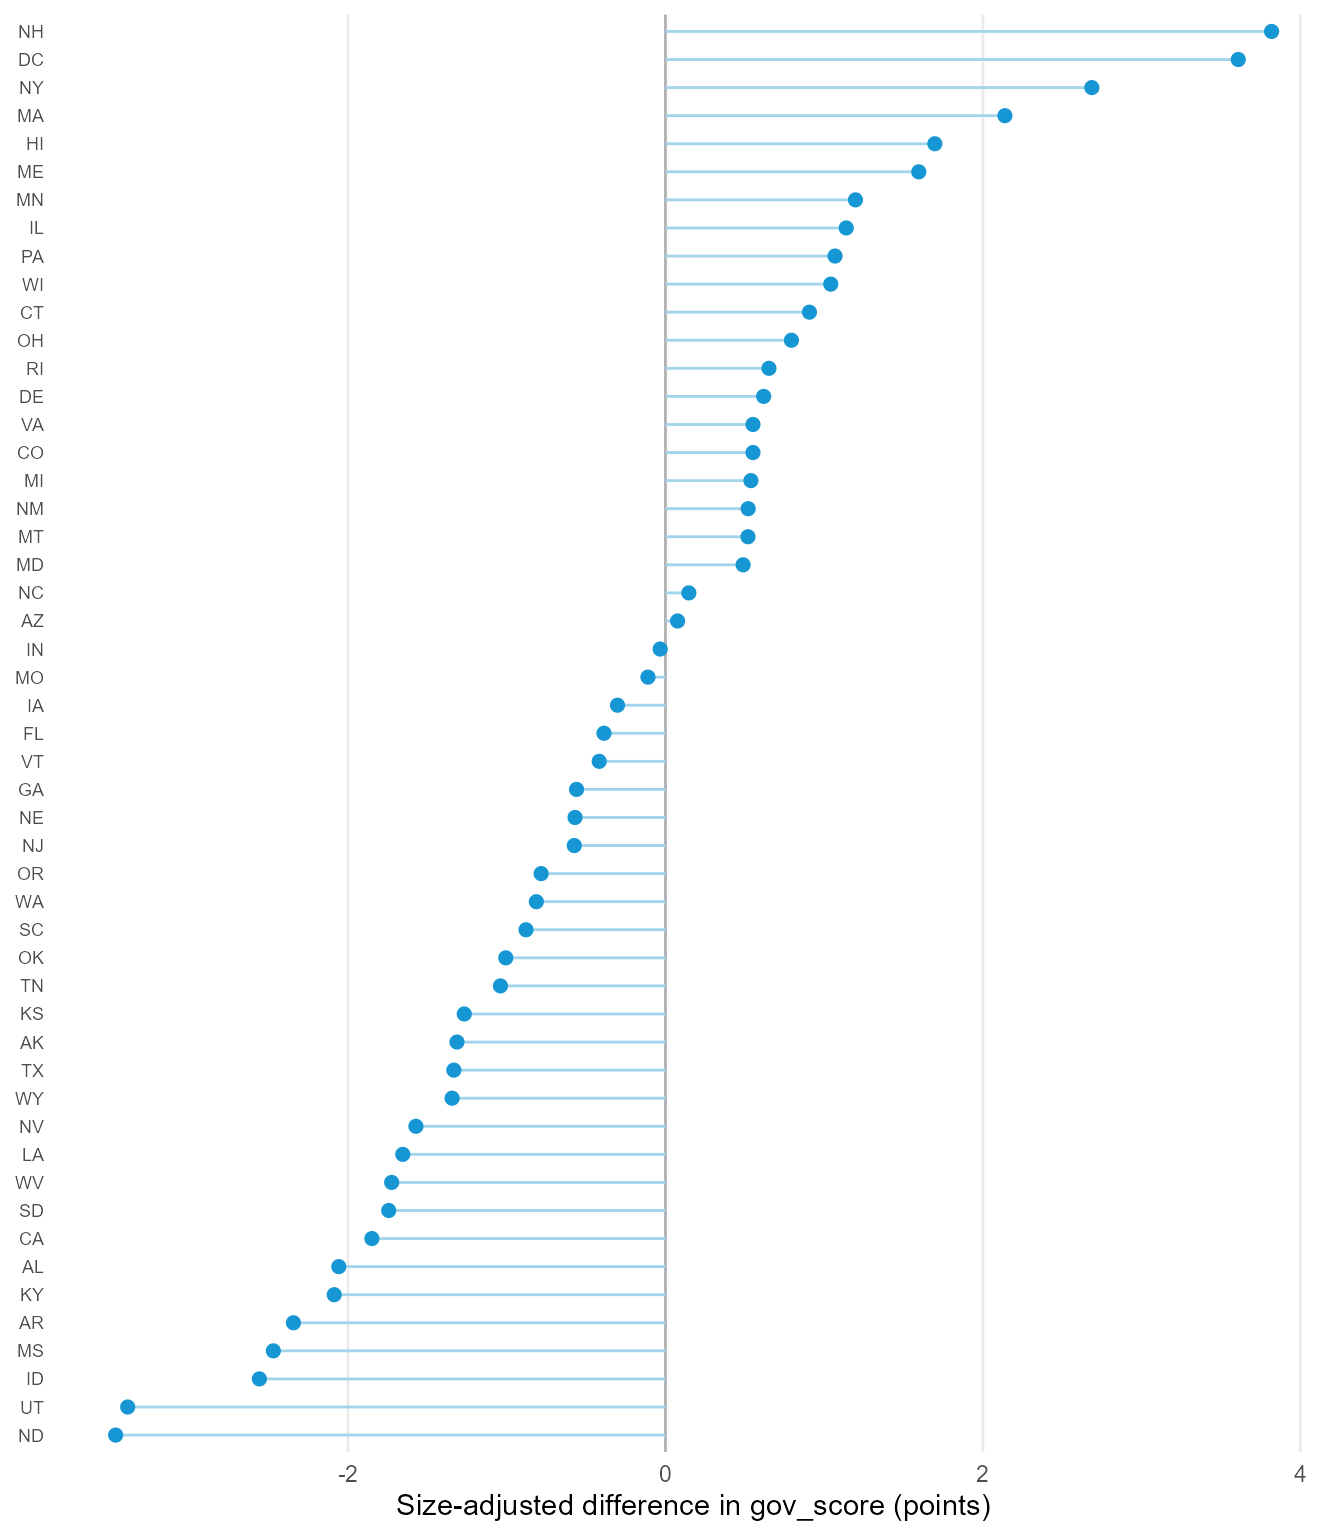 NH
DC
NY
MA
HI
ME
MN
IL
PA
WI
CT
OH
RI
DE
VA
CO
MI
NM
MT
MD
NC
AZ
IN
MO
IA
FL
VT
GA
NE
NJ
OR
WA
SC
OK
TN
KS
AK
TX
WY
NV
LA
WV
SD
CA
AL
KY
AR
MS
ID
UT
ND
-2 0 2 4
Size-adjusted difference in gov_score (points)